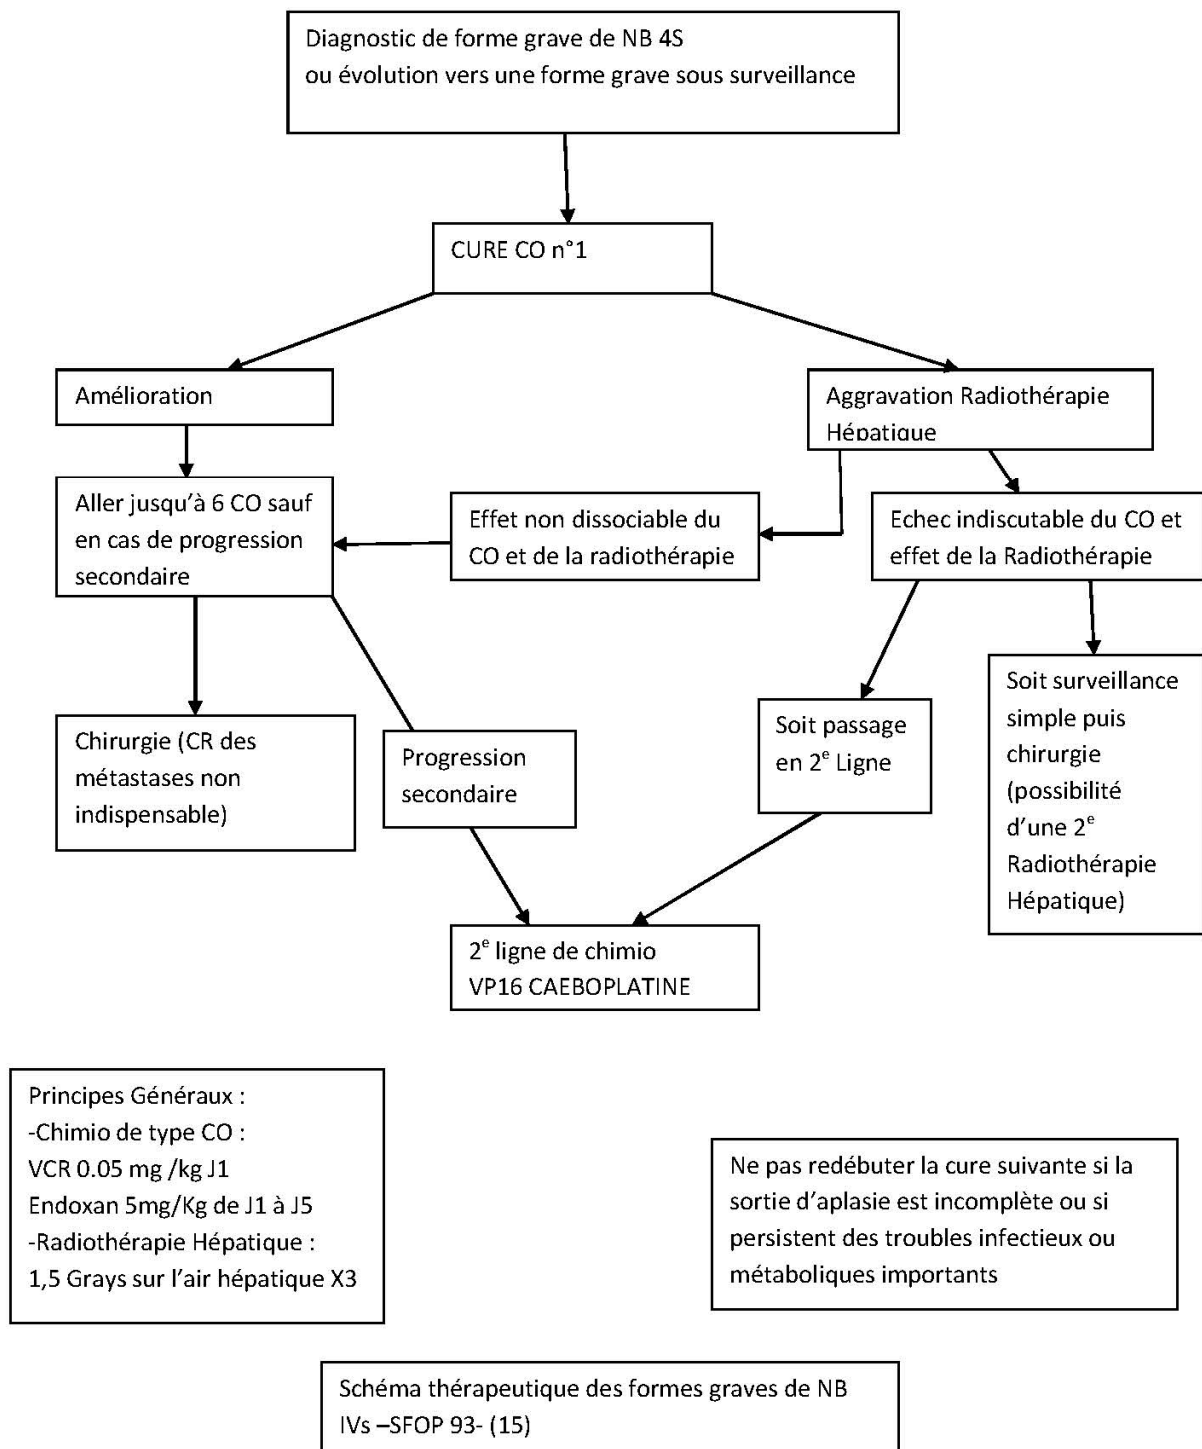 Diagnostic de forme grave de NB 4S
ou évolution vers une forme grave sous surveillance
CURE CO n°1
Amélioration
Aggravation Radiothérapie
Hépatique
Aller jusqu'à 6 CO sauf
en cas de progression
secondaire
Effet non dissociable du
CO et de la radiothérapie
Echec indiscutable du CO et
effet de la Radiothérapie
Chirurgie (CR des
métastases non
indispensable)
Progression
secondaire
Soit passage
en 2e Ligne
Soit surveillance
simple puis
chirurgie
(possibilité
d'une 2e
Radiothérapie
Hépatique)
2e ligne de chimio
VP16 CAEBOPLATINE
Principes Généraux :
-Chimio de type CO :
VCR 0.05 mg /kg J1
Endoxan 5mg/Kg de J1 à J5
-Radiothérapie Hépatique :
1,5 Grays sur l'air hépatique X3
Ne pas redébuter la cure suivante si la
sortie d'aplasie est incomplète ou si
persistent des troubles infectieux ou
métaboliques importants
Schéma thérapeutique des formes graves de NB
IVs –SFOP 93- (15)